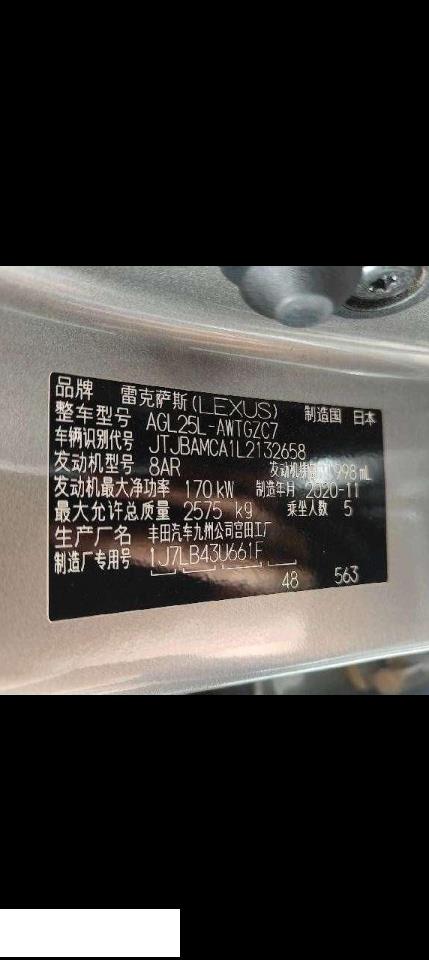 品牌 雷克萨斯(LEXUS) 制造国 日本
整车型号 AGL25L-AWTGZC7
车辆识别代号 JTJBAMCA1L2132658
发动机型号 8AR 发动机排量 998 mL
发动机最大净功率 170 kW 制造年月 2020-11
最大允许总质量 2575 kg 乘坐人数 5
生产厂名 丰田汽车九州公司宫田工厂
制造厂专用号 1J7LB43U661F
48 563